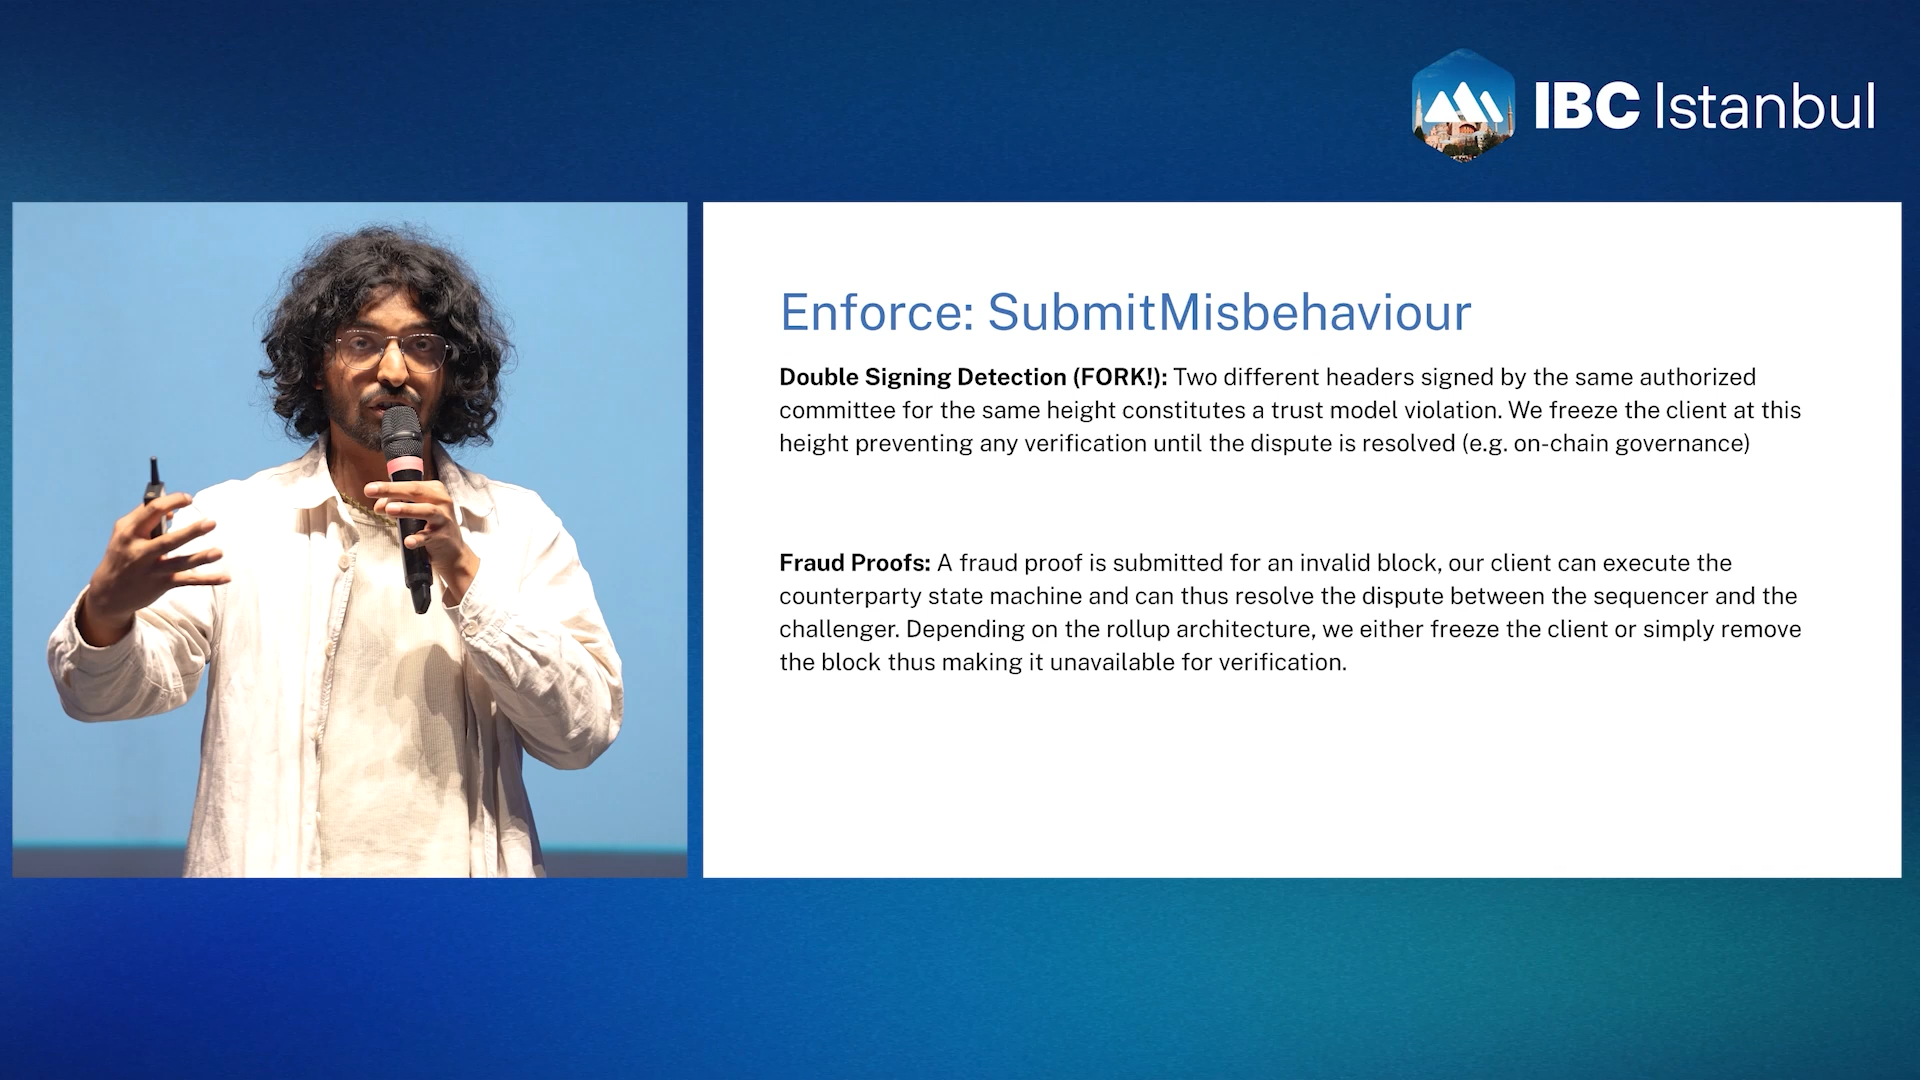 IBC Istanbul
Enforce: SubmitMisbehaviour
Double Signing Detection (FORK!): Two different headers signed by the same authorized
committee for the same height constitutes a trust model violation. We freeze the client at this
height preventing any verification until the dispute is resolved (e.g. on-chain governance)
Fraud Proofs: A fraud proof is submitted for an invalid block, our client can execute the
counterparty state machine and can thus resolve the dispute between the sequencer and the
challenger. Depending on the rollup architecture, we either freeze the client or simply remove
the block thus making it unavailable for verification.